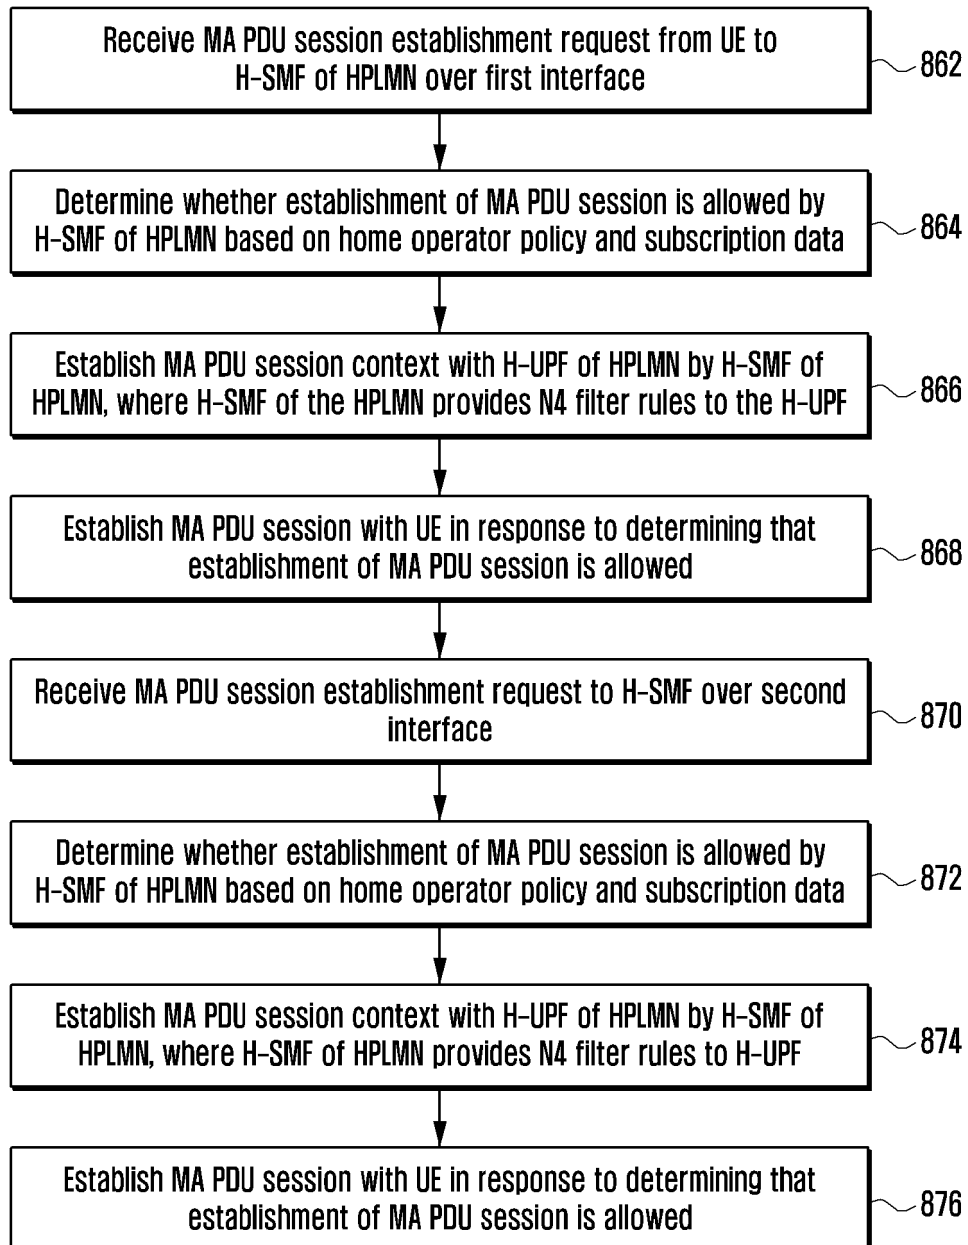 Receive MA PDU session establishment request from UE to
H-SMF of HPLMN over first interface
862
Determine whether establishment of MA PDU session is allowed by
H-SMF of HPLMN based on home operator policy and subscription data
864
Establish MA PDU session context with H-UPF of HPLMN by H-SMF of
HPLMN, where H-SMF of the HPLMN provides N4 filter rules to the H-UPF
866
Establish MA PDU session with UE in response to determining that
establishment of MA PDU session is allowed
868
Receive MA PDU session establishment request to H-SMF over second
interface
870
Determine whether establishment of MA PDU session is allowed by
H-SMF of HPLMN based on home operator policy and subscription data
872
Establish MA PDU session context with H-UPF of HPLMN by H-SMF of
HPLMN, where H-SMF of HPLMN provides N4 filter rules to H-UPF
874
Establish MA PDU session with UE in response to determining that
establishment of MA PDU session is allowed
876